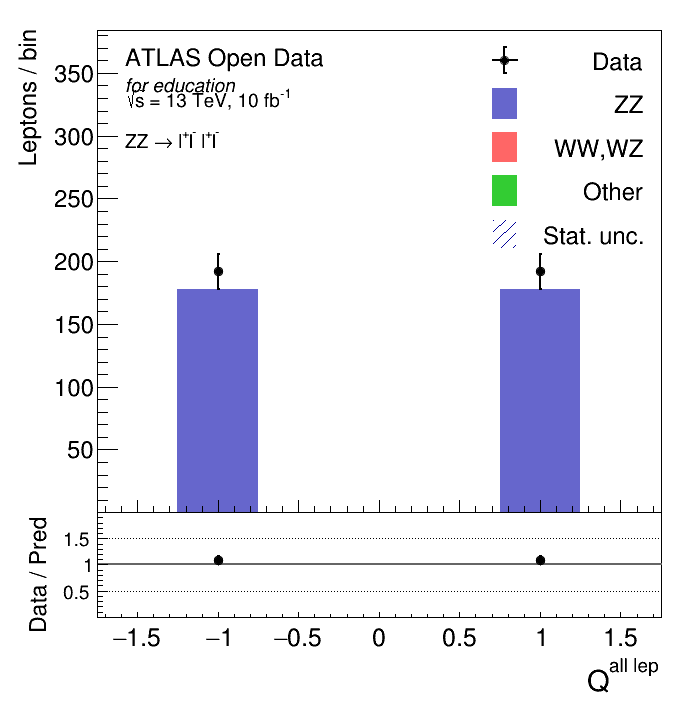 Leptons / bin
350
300
250
200
150
100
50
ATLAS Open Data
for education
√s = 13 TeV, 10 fb⁻¹
ZZ → l⁺l⁻ l⁺l⁻
Data
ZZ
WW,WZ
Other
Stat. unc.
Data / Pred
1.5
1
0.5
−1.5 −1 −0.5 0 0.5 1 1.5
Q^all lep